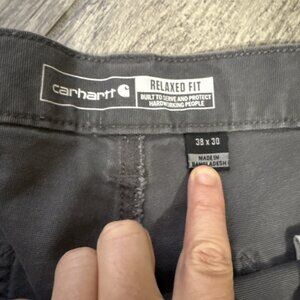 carhartt
RELAXED FIT
BUILT TO SERVE AND PROTECT
HARDWORKING PEOPLE
38 x 30
MADE IN
BANGLADESH